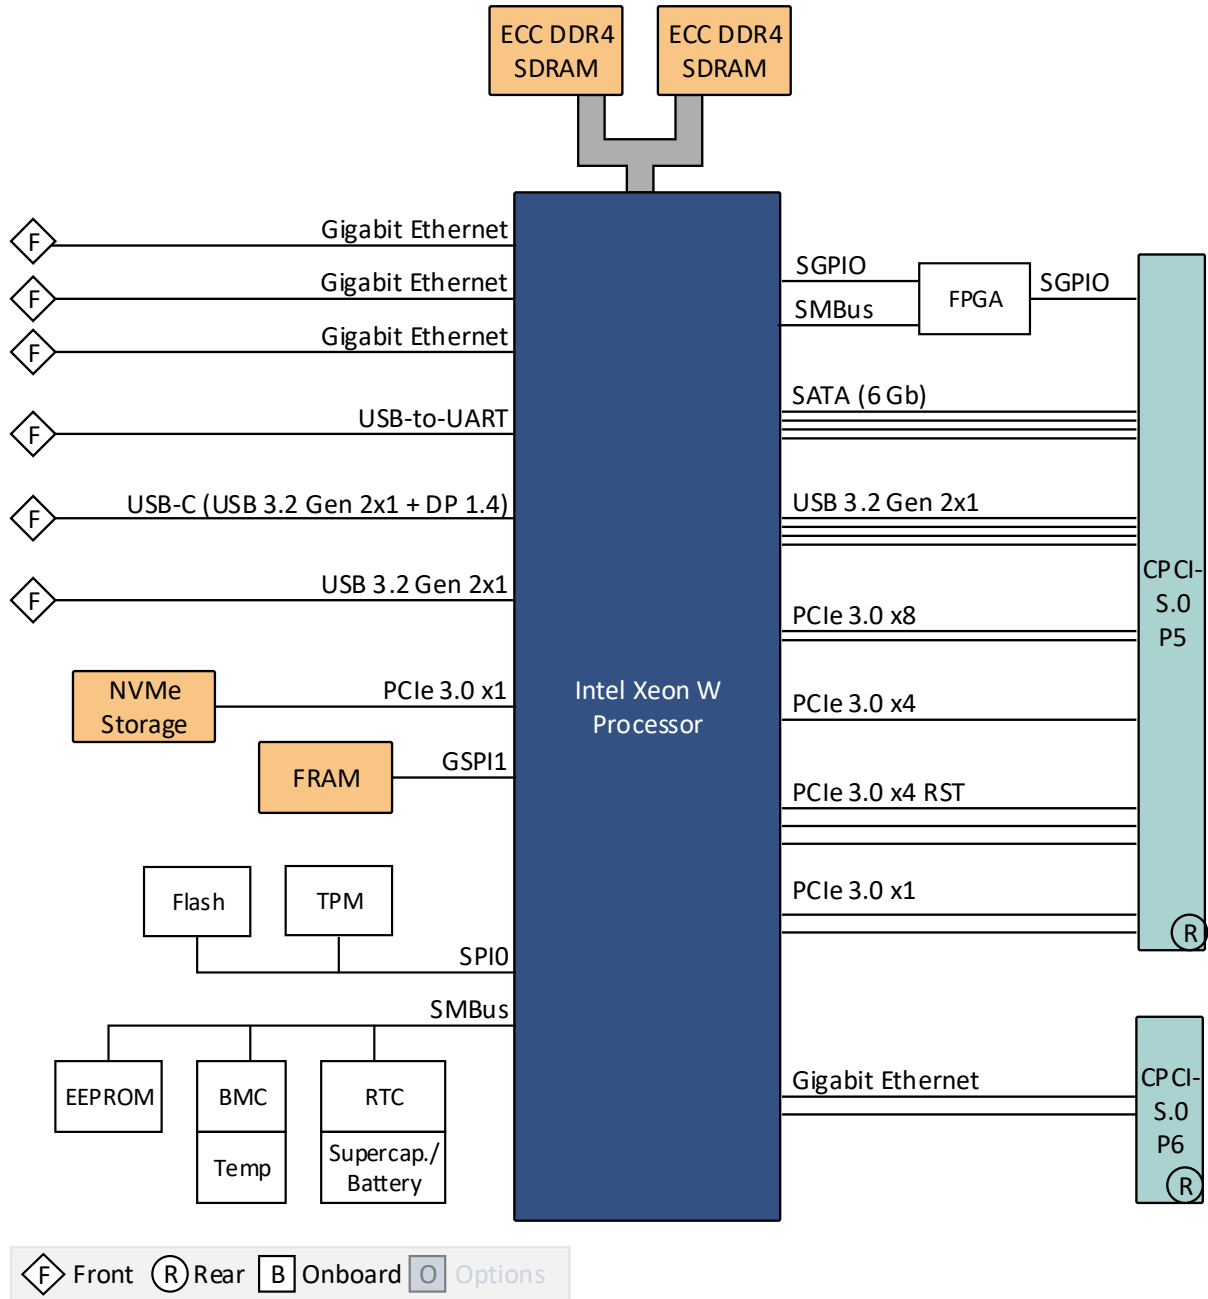 ECC DDR4
SDRAM
ECC DDR4
SDRAM
Gigabit Ethernet
F
Gigabit Ethernet
F
Gigabit Ethernet
F
USB-to-UART
F
USB-C (USB 3.2 Gen 2x1 + DP 1.4)
F
USB 3.2 Gen 2x1
F
NVMe
Storage
PCIe 3.0 x1
FRAM
GSPI1
Flash
TPM
SPI0
SMBus
EEPROM
BMC
Temp
RTC
Supercap./
Battery
Intel Xeon W
Processor
SGPIO
SMBus
FPGA
SGPIO
SATA (6 Gb)
USB 3.2 Gen 2x1
PCIe 3.0 x8
PCIe 3.0 x4
PCIe 3.0 x4 RST
PCIe 3.0 x1
CPCI-
S.0
P5
R
Gigabit Ethernet
CPCI-
S.0
P6
R
F Front R Rear B Onboard O Options